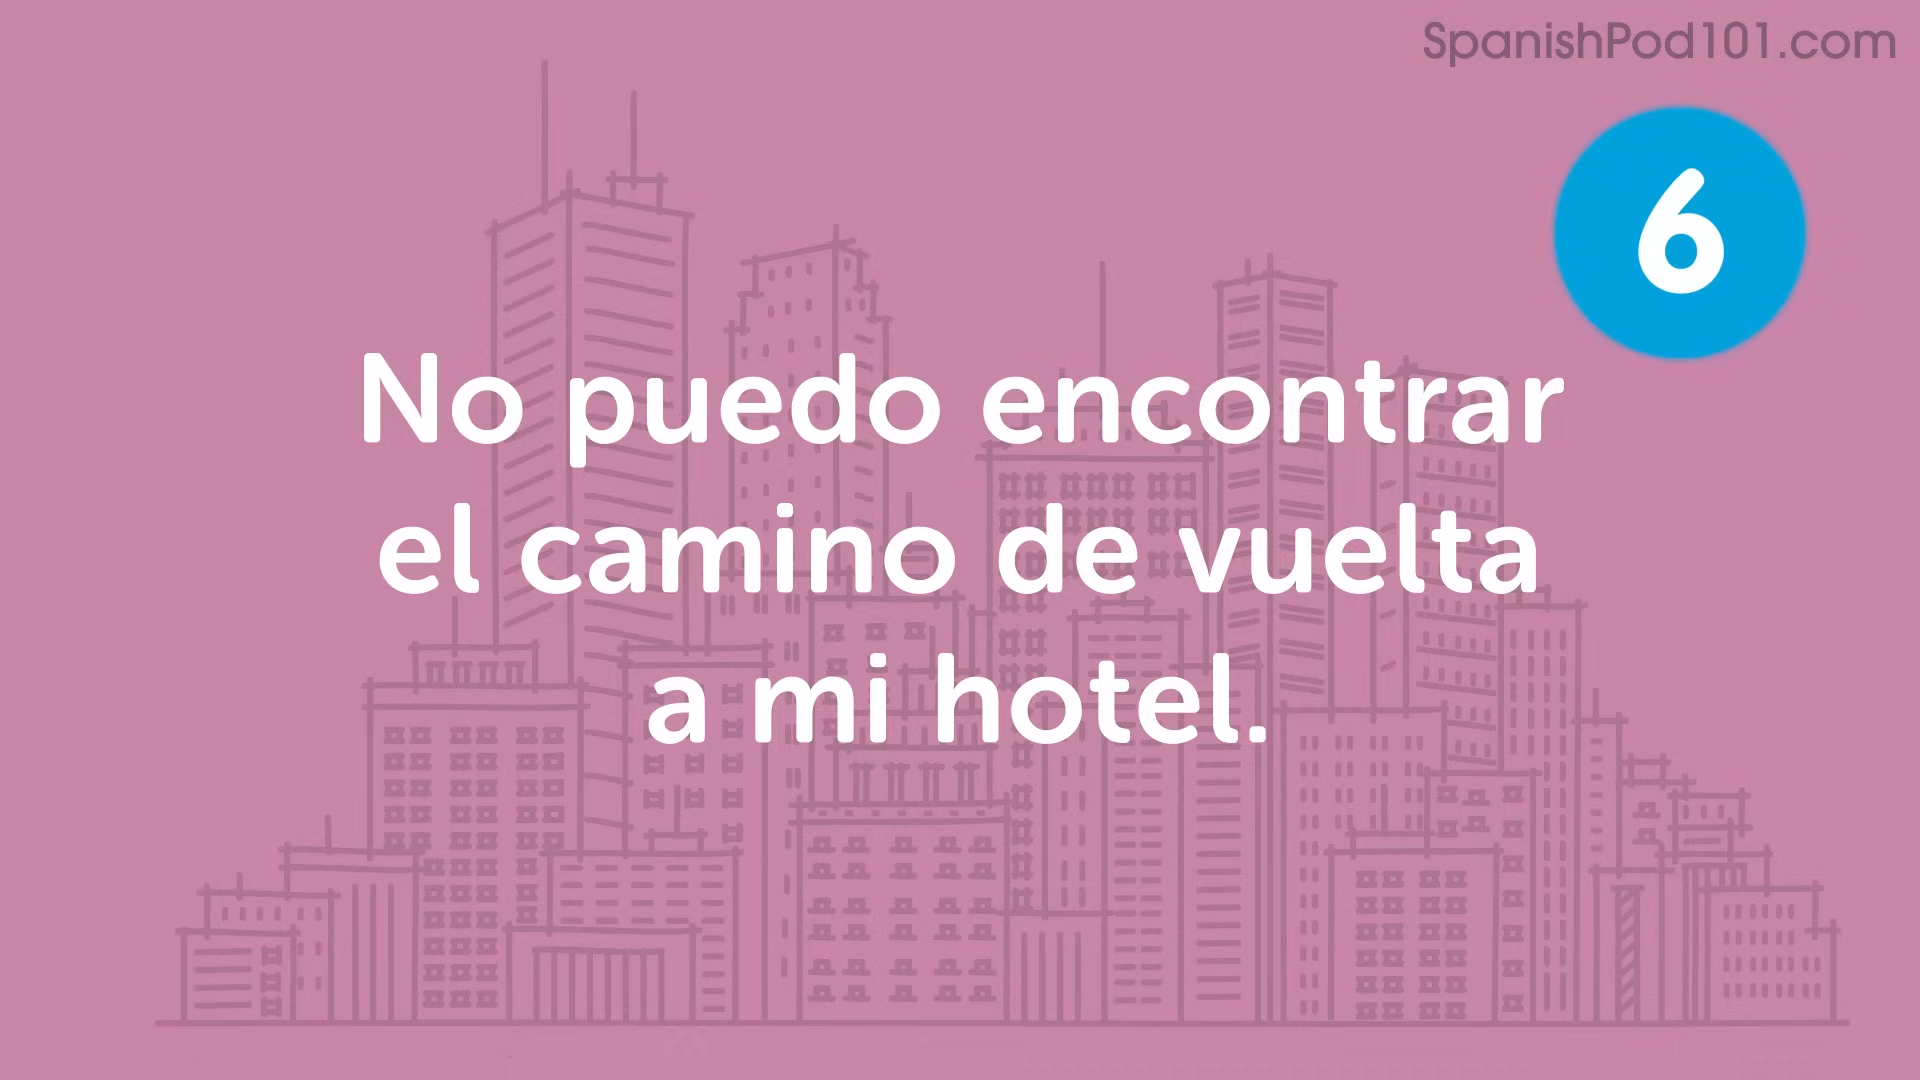 SpanishPod101.com
6
No puedo encontrar
el camino de vuelta
a mi hotel.